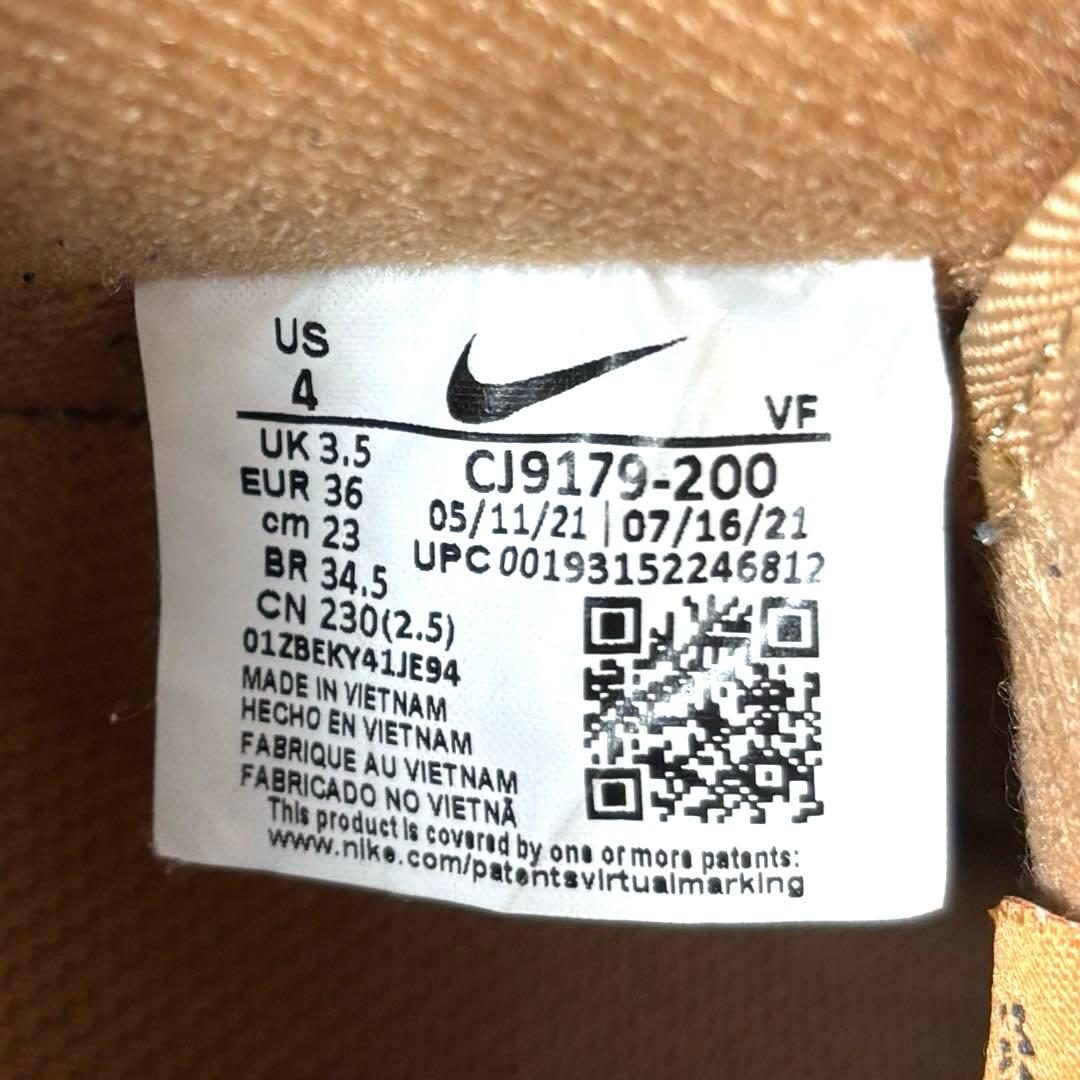 US
4
VF
UK 3.5
EUR 36
cm 23
BR 34.5
CN 230(2.5)
01ZBEKY41JE94
CJ9179-200
05/11/21 | 07/16/21
UPC 00193152246812
MADE IN VIETNAM
HECHO EN VIETNAM
FABRIQUE AU VIETNAM
FABRICADO NO VIETNÃ
This product is covered by one or more patents:
www.nike.com/patentsvirtualmarking